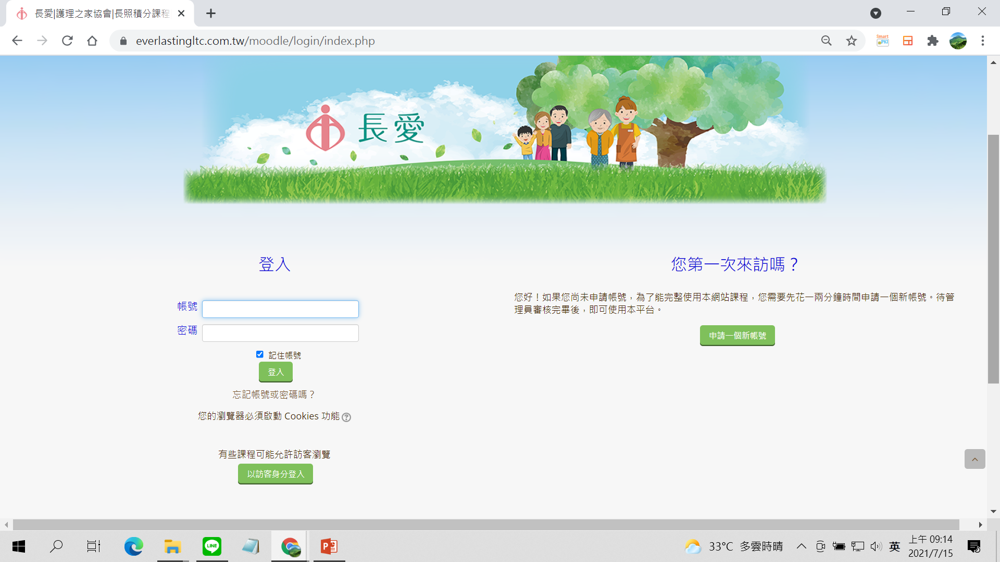 長愛|護理之家協會|長照積分課程
everlastingltc.com.tw/moodle/login/index.php
Smart
PKI
長愛
登入
您第一次來訪嗎？
帳號
密碼
記住帳號
登入
忘記帳號或密碼嗎？
您的瀏覽器必須啟動 Cookies 功能
有些課程可能允許訪客瀏覽
以訪客身分登入
您好！如果您尚未申請帳號，為了能完整使用本網站課程，您需要先花一兩分鐘時間申請一個新帳號。待管
理員審核完畢後，即可使用本平台。
申請一個新帳號
LINE
33°C 多雲時晴
英
上午 09:14
2021/7/15